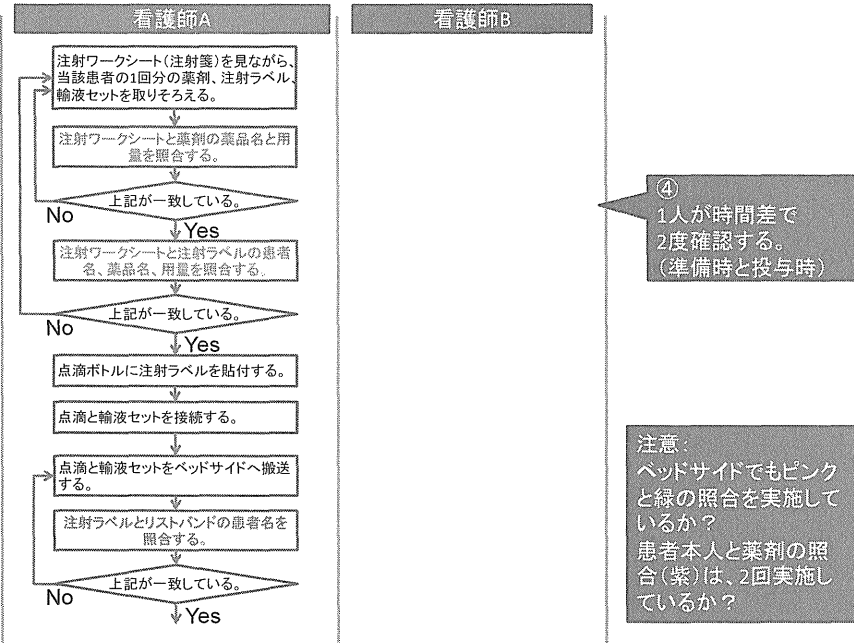 看護師A
看護師B
注射ワークシート(注射箋)を見ながら、
当該患者の1回分の薬剤、注射ラベル、
輸液セットを取りそろえる。
注射ワークシートと薬剤の薬品名と用
量を照合する。
上記が一致している。
No
Yes
注射ワークシートと注射ラベルの患者
名、薬品名、用量を照合する。
上記が一致している。
No
Yes
点滴ボトルに注射ラベルを貼付する。
点滴と輸液セットを接続する。
点滴と輸液セットをベッドサイドへ搬送
する。
注射ラベルとリストバンドの患者名を
照合する。
上記が一致している。
No
Yes
④
1人が時間差で
2度確認する。
(準備時と投与時)
注意:
ベッドサイドでもピンク
と緑の照合を実施して
いるか?
患者本人と薬剤の照
合(紫)は、2回実施し
ているか?